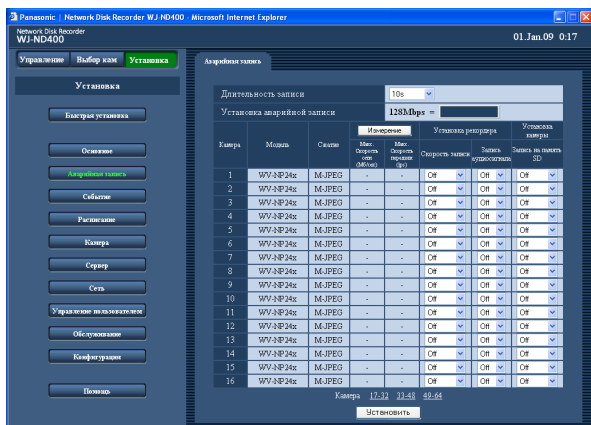 Panasonic | Network Disk Recorder WJ-ND400 - Microsoft Internet Explorer
Network Disk Recorder
WJ-ND400
01.Jan.09 0:17
Управление Выбор кам Установка
Аварийная запись
Установка
Быстрая установка
Основное
Аварийная запись
Событие
Расписание
Камера
Сервер
Сеть
Управление пользователем
Обслуживание
Конфигурация
Помощь
Длительность записи 10s
Установка аварийной записи 128Mbps =
Камера Модель Сжатие Измерение Установка рекордера Установка камеры
Макс. Скорость сети (Мб/сек) Макс. Скорость передачи (ips) Скорость записи Запись аудиосигнала Запись на память SD
1 WV-NP24x M-JPEG - - Off Off Off
2 WV-NP24x M-JPEG - - Off Off Off
3 WV-NP24x M-JPEG - - Off Off Off
4 WV-NP24x M-JPEG - - Off Off Off
5 WV-NP24x M-JPEG - - Off Off Off
6 WV-NP24x M-JPEG - - Off Off Off
7 WV-NP24x M-JPEG - - Off Off Off
8 WV-NP24x M-JPEG - - Off Off Off
9 WV-NP24x M-JPEG - - Off Off Off
10 WV-NP24x M-JPEG - - Off Off Off
11 WV-NP24x M-JPEG - - Off Off Off
12 WV-NP24x M-JPEG - - Off Off Off
13 WV-NP24x M-JPEG - - Off Off Off
14 WV-NP24x M-JPEG - - Off Off Off
15 WV-NP24x M-JPEG - - Off Off Off
16 WV-NP24x M-JPEG - - Off Off Off
Камера 17-32 33-48 49-64
Установить